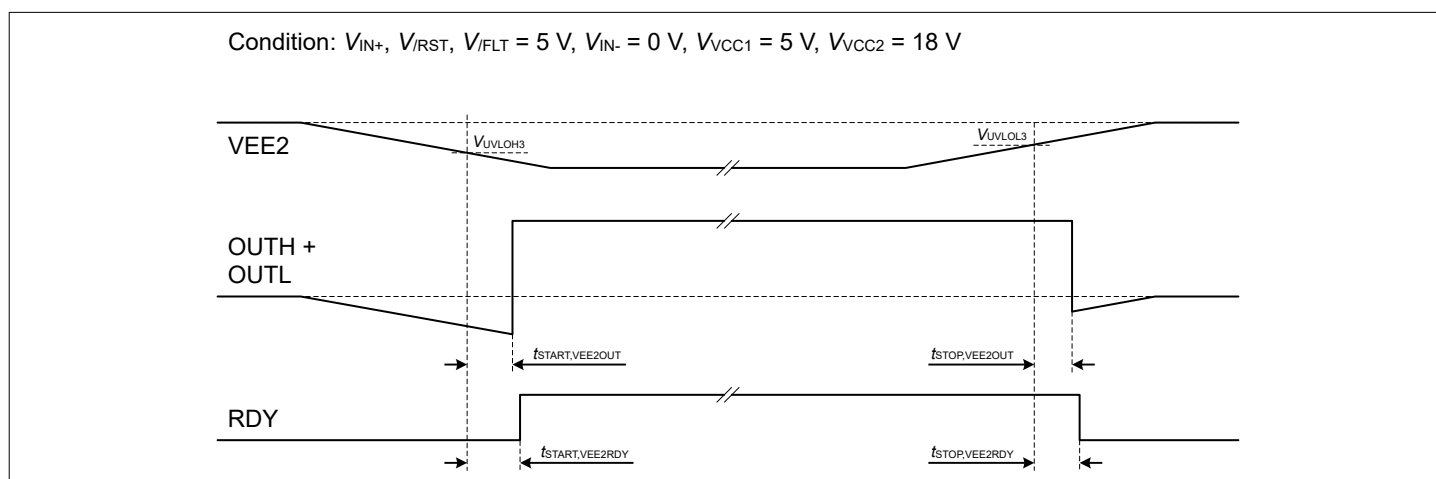 Condition: VIN+, V/RST, V/FLT = 5 V, VIN- = 0 V, VVCC1 = 5 V, VVCC2 = 18 V
VEE2
VUVLOH3
VUVLOL3
OUTH +
OUTL
tSTART,VEE2OUT
tSTOP,VEE2OUT
RDY
tSTART,VEE2RDY
tSTOP,VEE2RDY